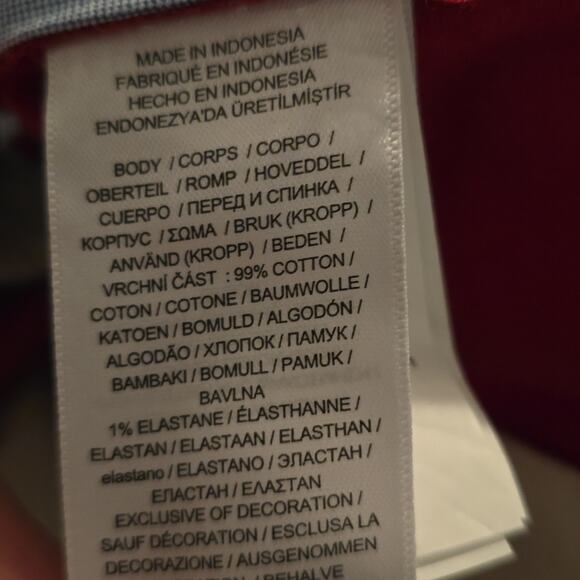 MADE IN INDONESIA
FABRIQUÉ EN INDONÉSIE
HECHO EN INDONESIA
ENDONEZYA'DA ÜRETİLMİŞTİR
BODY / CORPS / CORPO /
OBERTEIL / ROMP / HOVEDDEL /
CUERPO / ПЕРЕД И СПИНКА /
КОРПУС / ΣΩΜΑ / BRUK (KROPP) /
ANVÄND (KROPP) / BEDEN /
VRCHNÍ ČÁST : 99% COTTON /
COTON / COTONE / BAUMWOLLE /
KATOEN / BOMULD / ALGODÓN /
ALGODÃO / ХЛОПОК / ПАМУК /
BAMBAKI / BOMULL / PAMUK /
BAVLNA
1% ELASTANE / ÉLASTHANNE /
ELASTAN / ELASTAAN / ELASTHAN /
elastano / ELASTANO / ЭЛАСТАН /
ЕЛАСТАН / ΕΛΑΣΤΑΝ
EXCLUSIVE OF DECORATION /
SAUF DÉCORATION / ESCLUSA LA
DECORAZIONE / AUSGENOMMEN
/ BEHALVE